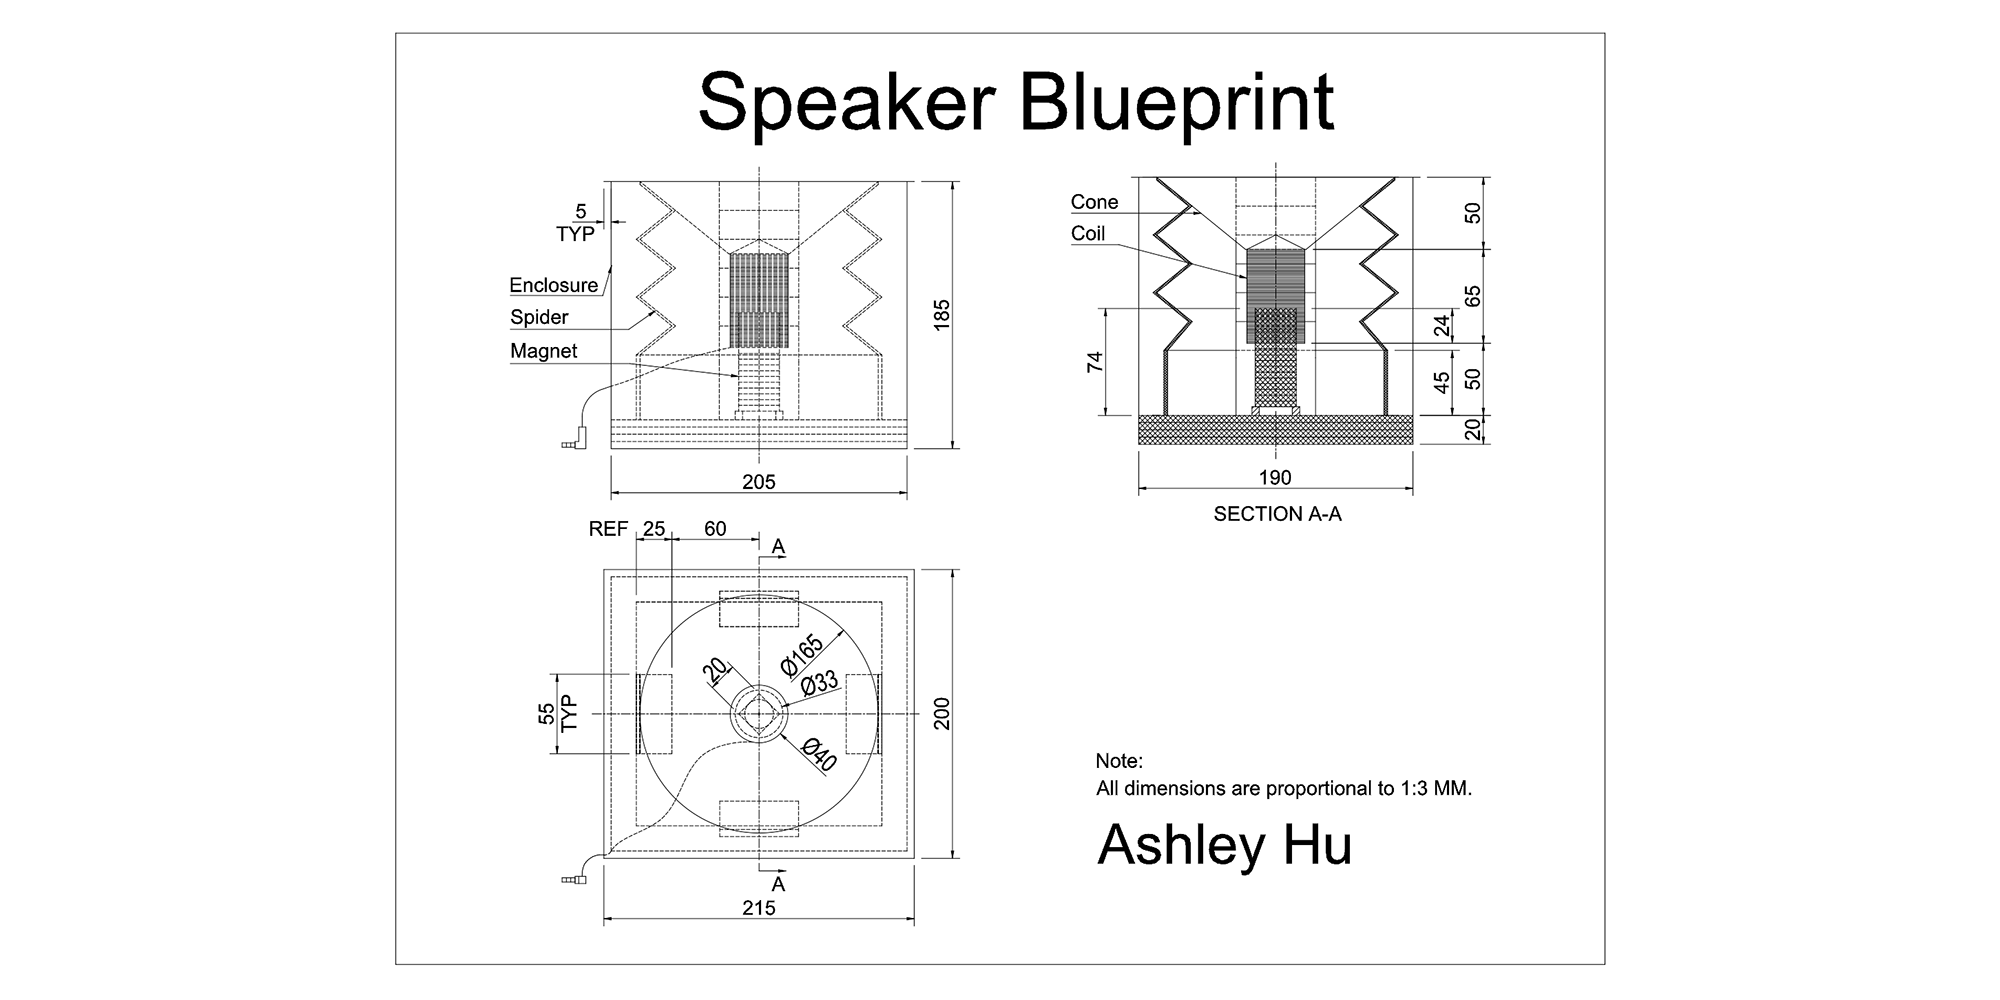 Speaker Blueprint
5
TYP
Enclosure
Spider
Magnet
185
205
Cone
Coil
50
65
24
74
45
50
20
190
SECTION A-A
REF 25 60
A
20
Ø165
Ø33
Ø40
55
TYP
200
A
215
Note:
All dimensions are proportional to 1:3 MM.
Ashley Hu